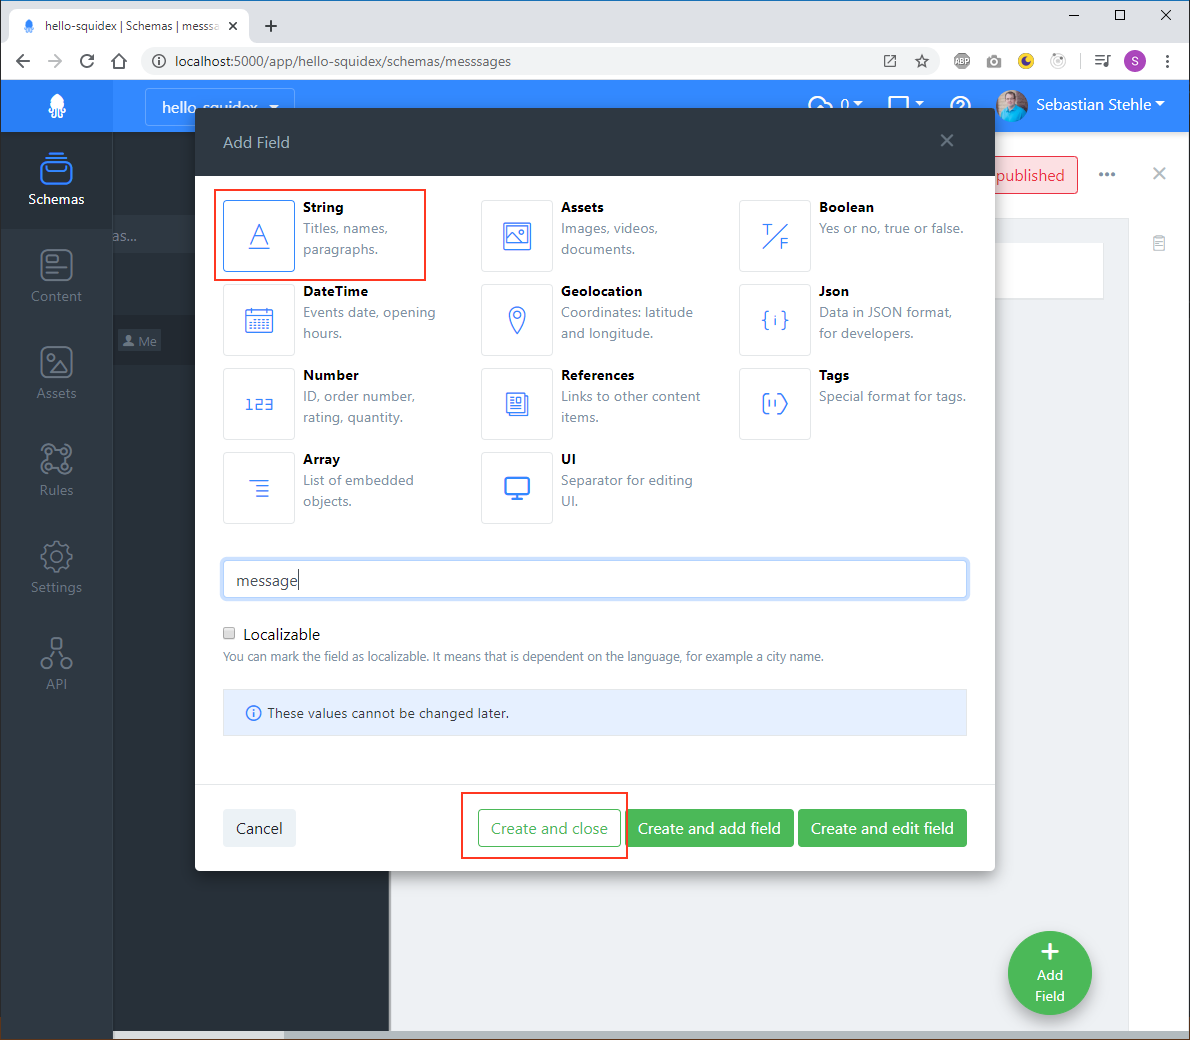 hello-squidex | Schemas | messsa
localhost:5000/app/hello-squidex/schemas/messsages
ABP
S
hello-squidex
0
Sebastian Stehle
Add Field
published
Schemas
Content
Assets
Rules
Settings
API
as...
Me
String
Titles, names,
paragraphs.
Assets
Images, videos,
documents.
Boolean
Yes or no, true or false.
DateTime
Events date, opening
hours.
Geolocation
Coordinates: latitude
and longitude.
Json
Data in JSON format,
for developers.
Number
ID, order number,
rating, quantity.
References
Links to other content
items.
Tags
Special format for tags.
Array
List of embedded
objects.
UI
Separator for editing
UI.
message
Localizable
You can mark the field as localizable. It means that is dependent on the language, for example a city name.
These values cannot be changed later.
Cancel
Create and close
Create and add field
Create and edit field
Add
Field